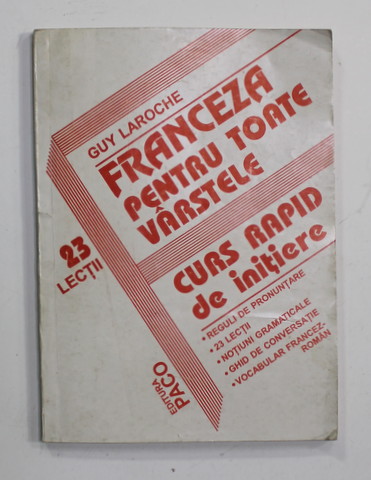 GUY LAROCHE
FRANCEZA
PENTRU TOATE
VÂRSTELE
23
LECȚII
CURS RAPID
de inițiere
• REGULI DE PRONUNȚARE
• 23 LECȚII
• NOȚIUNI GRAMATICALE
• GHID DE CONVERSAȚIE
• VOCABULAR FRANCEZ-
ROMÂN
EDITURA
PACO